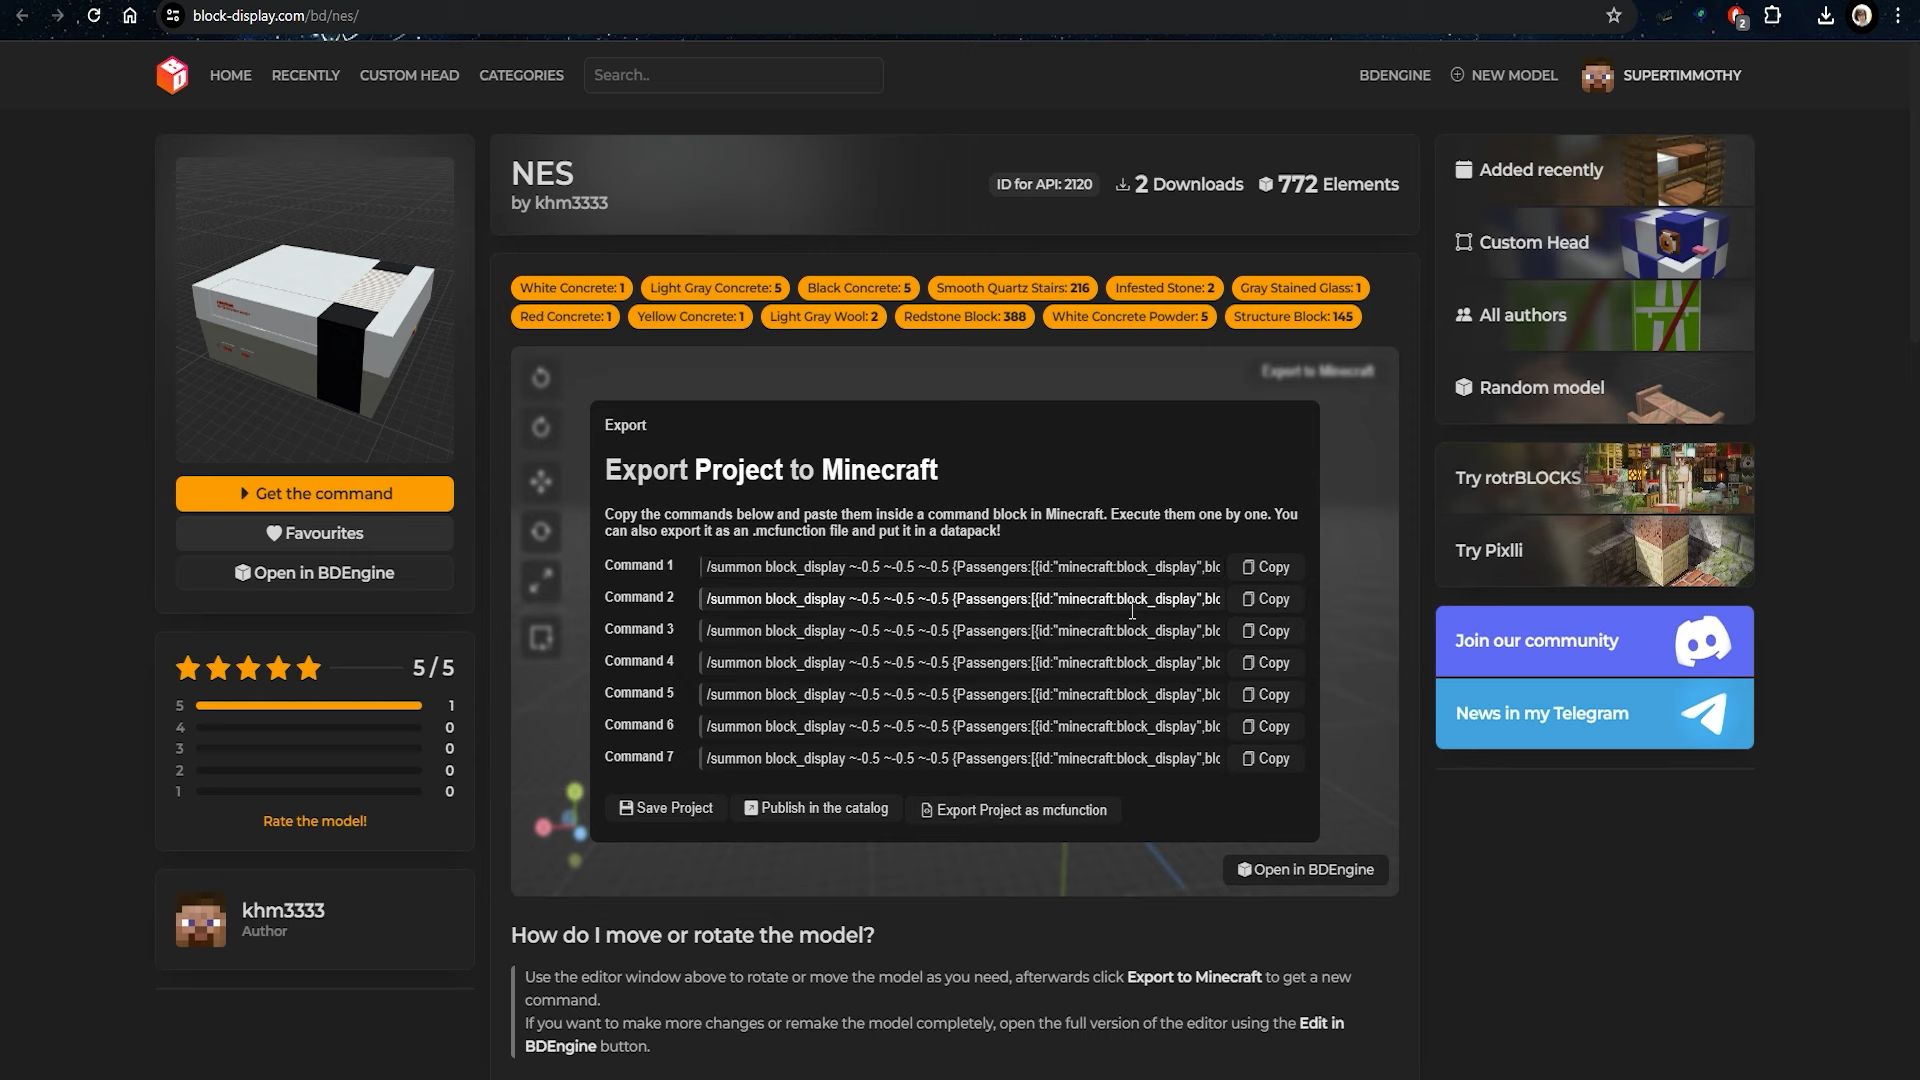 block-display.com/bd/nes/
2
HOME RECENTLY CUSTOM HEAD CATEGORIES Search.. BDENGINE NEW MODEL SUPERTIMMOTHY
Get the command
Favourites
Open in BDEngine
5/5
5 1
4 0
3 0
2 0
1 0
Rate the model!
khm3333
Author
NES
by khm3333
ID for API: 2120 2 Downloads 772 Elements
White Concrete: 1 Light Gray Concrete: 5 Black Concrete: 5 Smooth Quartz Stairs: 216 Infested Stone: 2 Gray Stained Glass: 1
Red Concrete: 1 Yellow Concrete: 1 Light Gray Wool: 2 Redstone Block: 388 White Concrete Powder: 5 Structure Block: 145
Export to Minecraft
Export
Export Project to Minecraft
Copy the commands below and paste them inside a command block in Minecraft. Execute them one by one. You
can also export it as an .mcfunction file and put it in a datapack!
Command 1 /summon block_display ~-0.5 ~-0.5 ~-0.5 {Passengers:[{id:"minecraft:block_display",blc Copy
Command 2 /summon block_display ~-0.5 ~-0.5 ~-0.5 {Passengers:[{id:"minecraft:block_display",blc Copy
Command 3 /summon block_display ~-0.5 ~-0.5 ~-0.5 {Passengers:[{id:"minecraft:block_display",blc Copy
Command 4 /summon block_display ~-0.5 ~-0.5 ~-0.5 {Passengers:[{id:"minecraft:block_display",blc Copy
Command 5 /summon block_display ~-0.5 ~-0.5 ~-0.5 {Passengers:[{id:"minecraft:block_display",blc Copy
Command 6 /summon block_display ~-0.5 ~-0.5 ~-0.5 {Passengers:[{id:"minecraft:block_display",blc Copy
Command 7 /summon block_display ~-0.5 ~-0.5 ~-0.5 {Passengers:[{id:"minecraft:block_display",blc Copy
Save Project Publish in the catalog Export Project as mcfunction
Open in BDEngine
How do I move or rotate the model?
Use the editor window above to rotate or move the model as you need, afterwards click Export to Minecraft to get a new
command.
If you want to make more changes or remake the model completely, open the full version of the editor using the Edit in
BDEngine button.
Added recently
Custom Head
All authors
Random model
Try rotrBLOCKS
Try Pixlli
Join our community
News in my Telegram